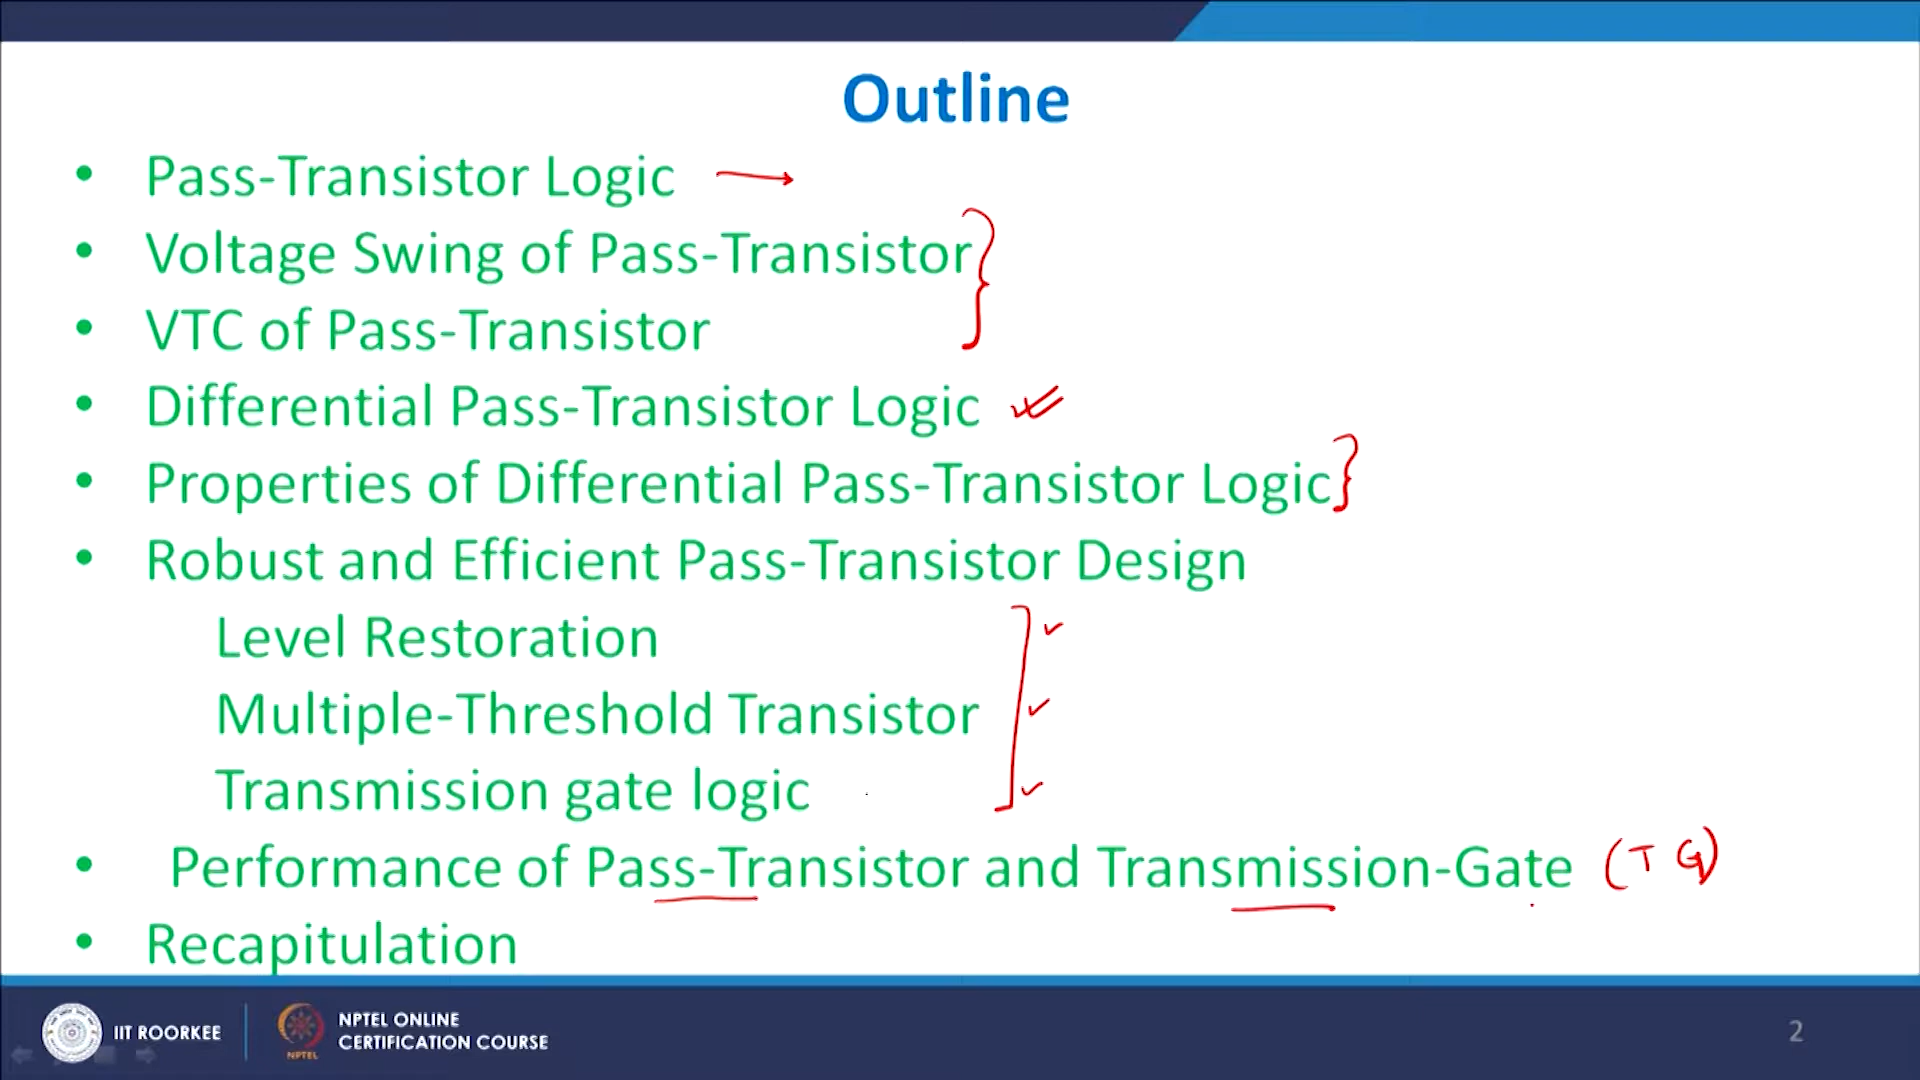 Outline
• Pass-Transistor Logic
• Voltage Swing of Pass-Transistor
• VTC of Pass-Transistor
• Differential Pass-Transistor Logic
• Properties of Differential Pass-Transistor Logic
• Robust and Efficient Pass-Transistor Design
Level Restoration
Multiple-Threshold Transistor
Transmission gate logic
• Performance of Pass-Transistor and Transmission-Gate (TG)
• Recapitulation
IIT ROORKEE
NPTEL
NPTEL ONLINE
CERTIFICATION COURSE
2